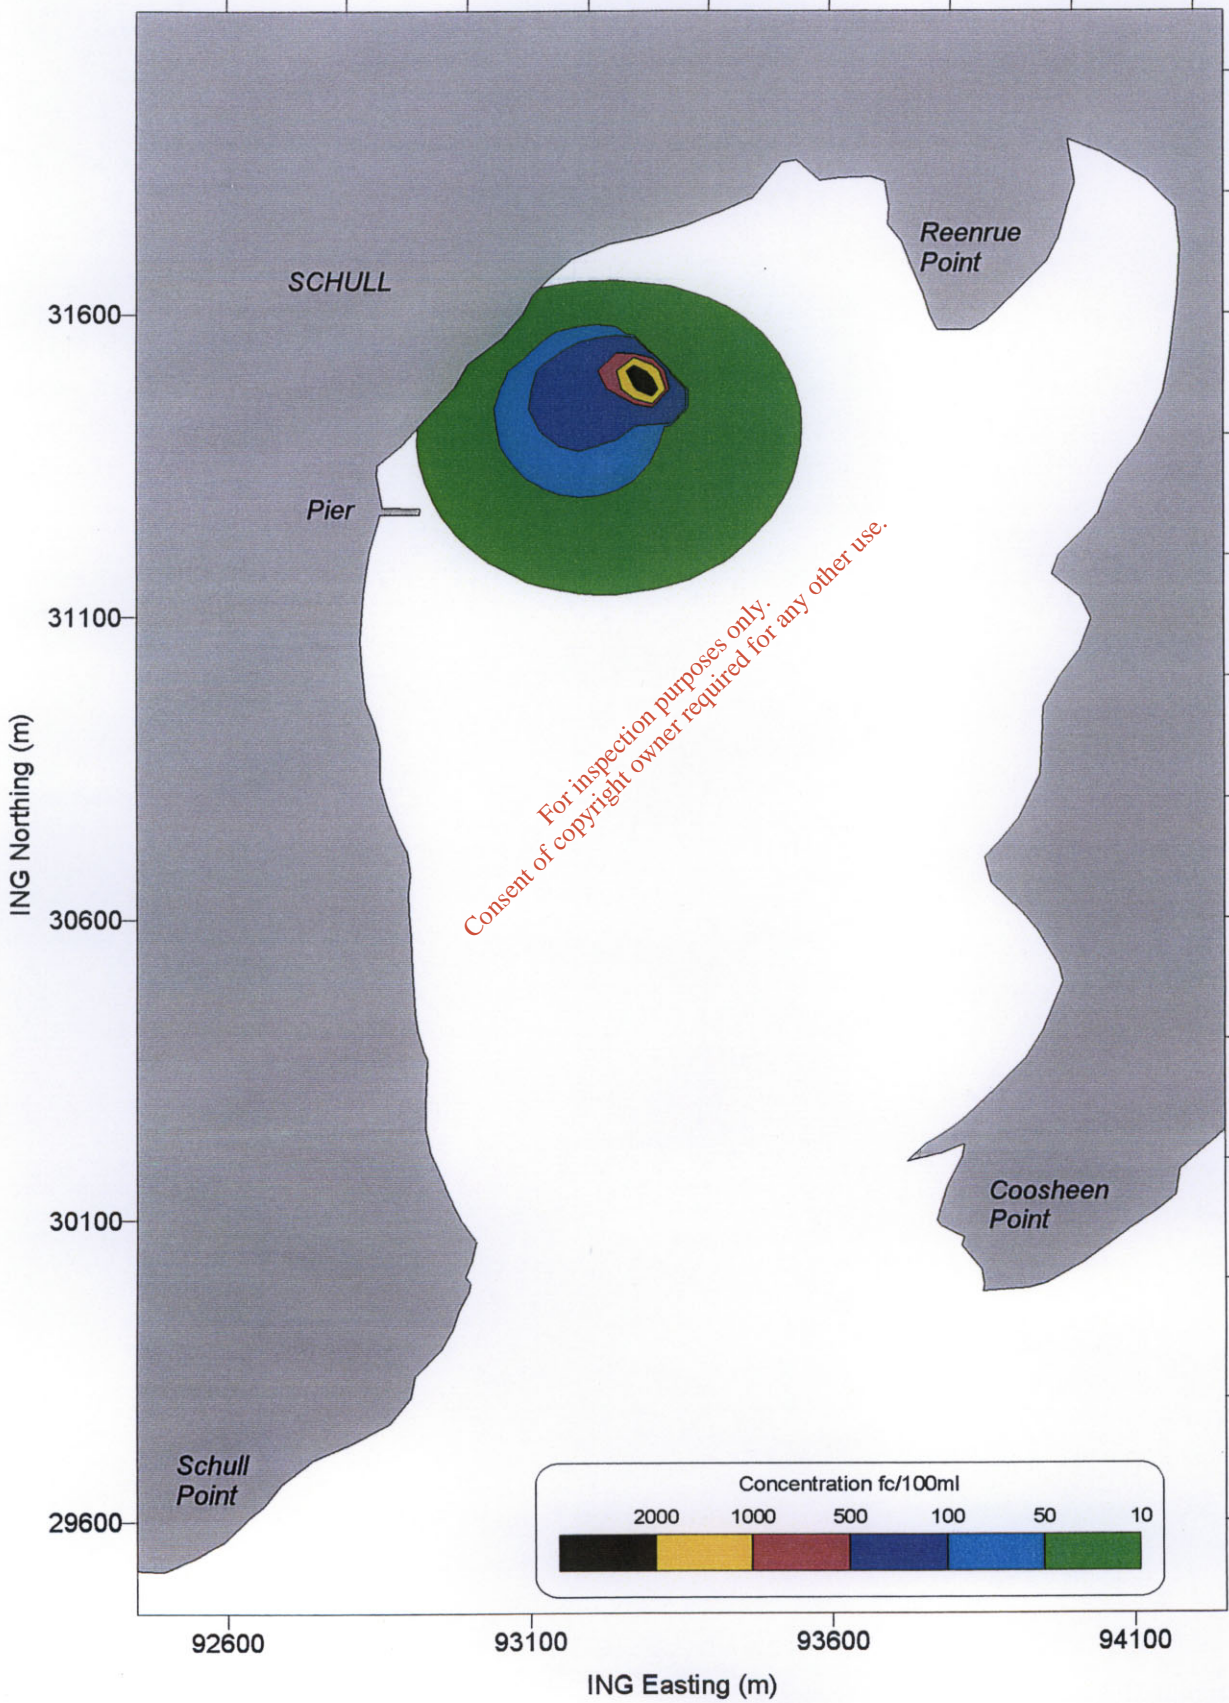 Reenrue
Point
SCHULL
31600
Pier
For inspection purposes only.
Consent of copyright owner required for any other use.
31100
ING Northing (m)
30600
30100
Coosheen
Point
Schull
Point
29600
Concentration fc/100ml
2000 1000 500 100 50 10
92600 93100 93600 94100
ING Easting (m)